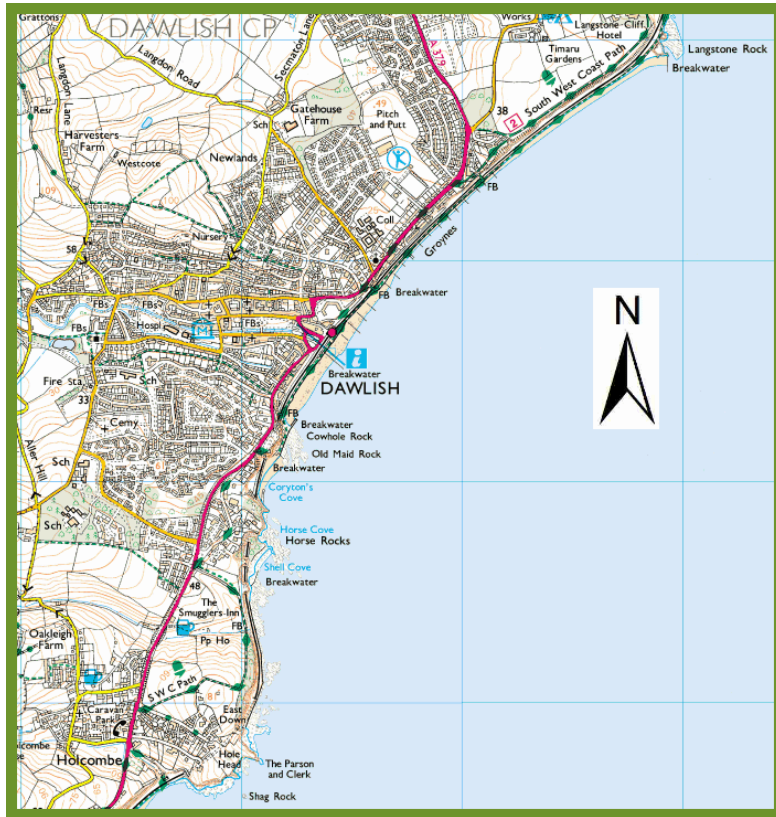 Grattons
DAWLISH CP
Secmaton Lane
Works
Langstone Cliff
Hotel
Timaru
Gardens
Langstone Rock
Breakwater
Langdon Road
Langdon Lane
A 379
South West Coast Path
2
38
Resr
Gatehouse
Farm
49
Pitch
and Putt
Sch
Harvesters
Farm
Westcote
Newlands
109
100
FB
Coll
Groynes
Nursery
58
FB
Breakwater
FBs
FBs
FBs
Hospl
M
FBs
N
i
Breakwater
DAWLISH
Fire Sta
Sch
33
FB
Breakwater
Cowhole Rock
Cemy
Old Maid Rock
Aller Hill
Sch
Breakwater
Coryton's
Cove
Sch
Horse Cove
Horse Rocks
Shell Cove
Breakwater
48
The
Smugglers Inn
Oakleigh
Farm
FB
Pp Ho
S W C Path
81
Caravan
Park
East
Down
Holcombe
Hole
Head
The Parson
and Clerk
Shag Rock